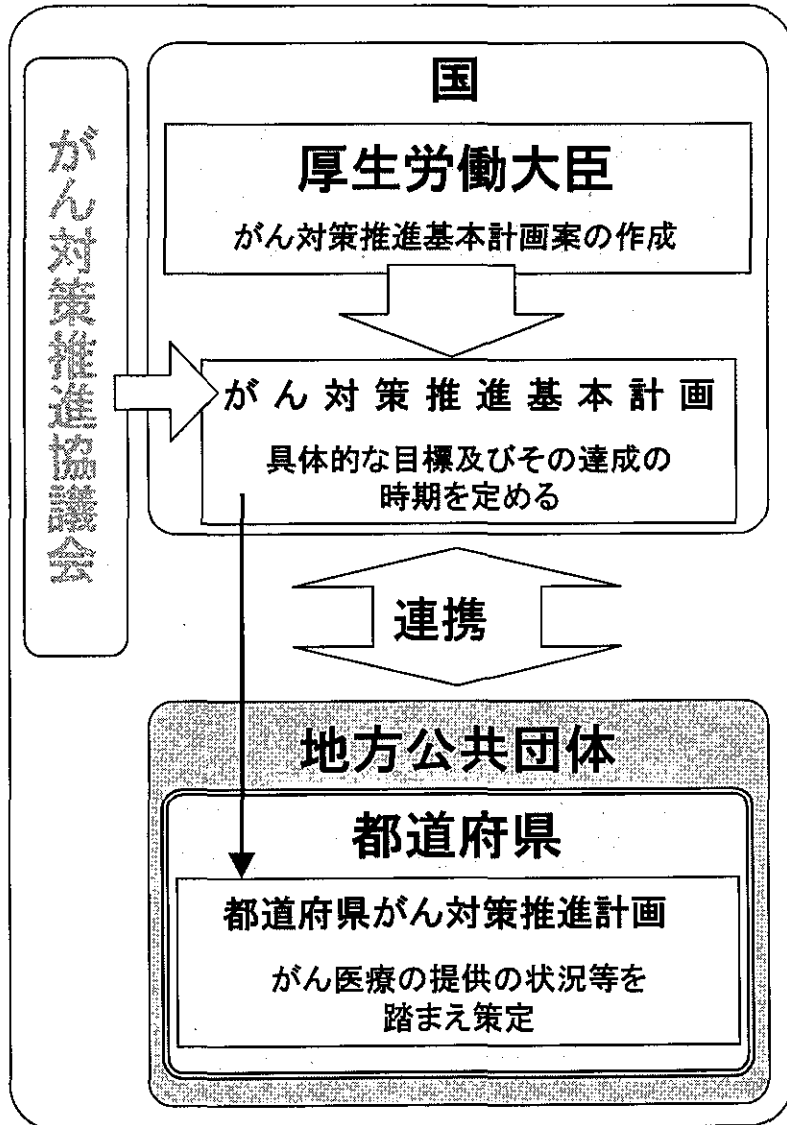 がん対策推進協議会
国
厚生労働大臣
がん対策推進基本計画案の作成
がん対策推進基本計画
具体的な目標及びその達成の
時期を定める
連携
地方公共団体
都道府県
都道府県がん対策推進計画
がん医療の提供の状況等を
踏まえ策定